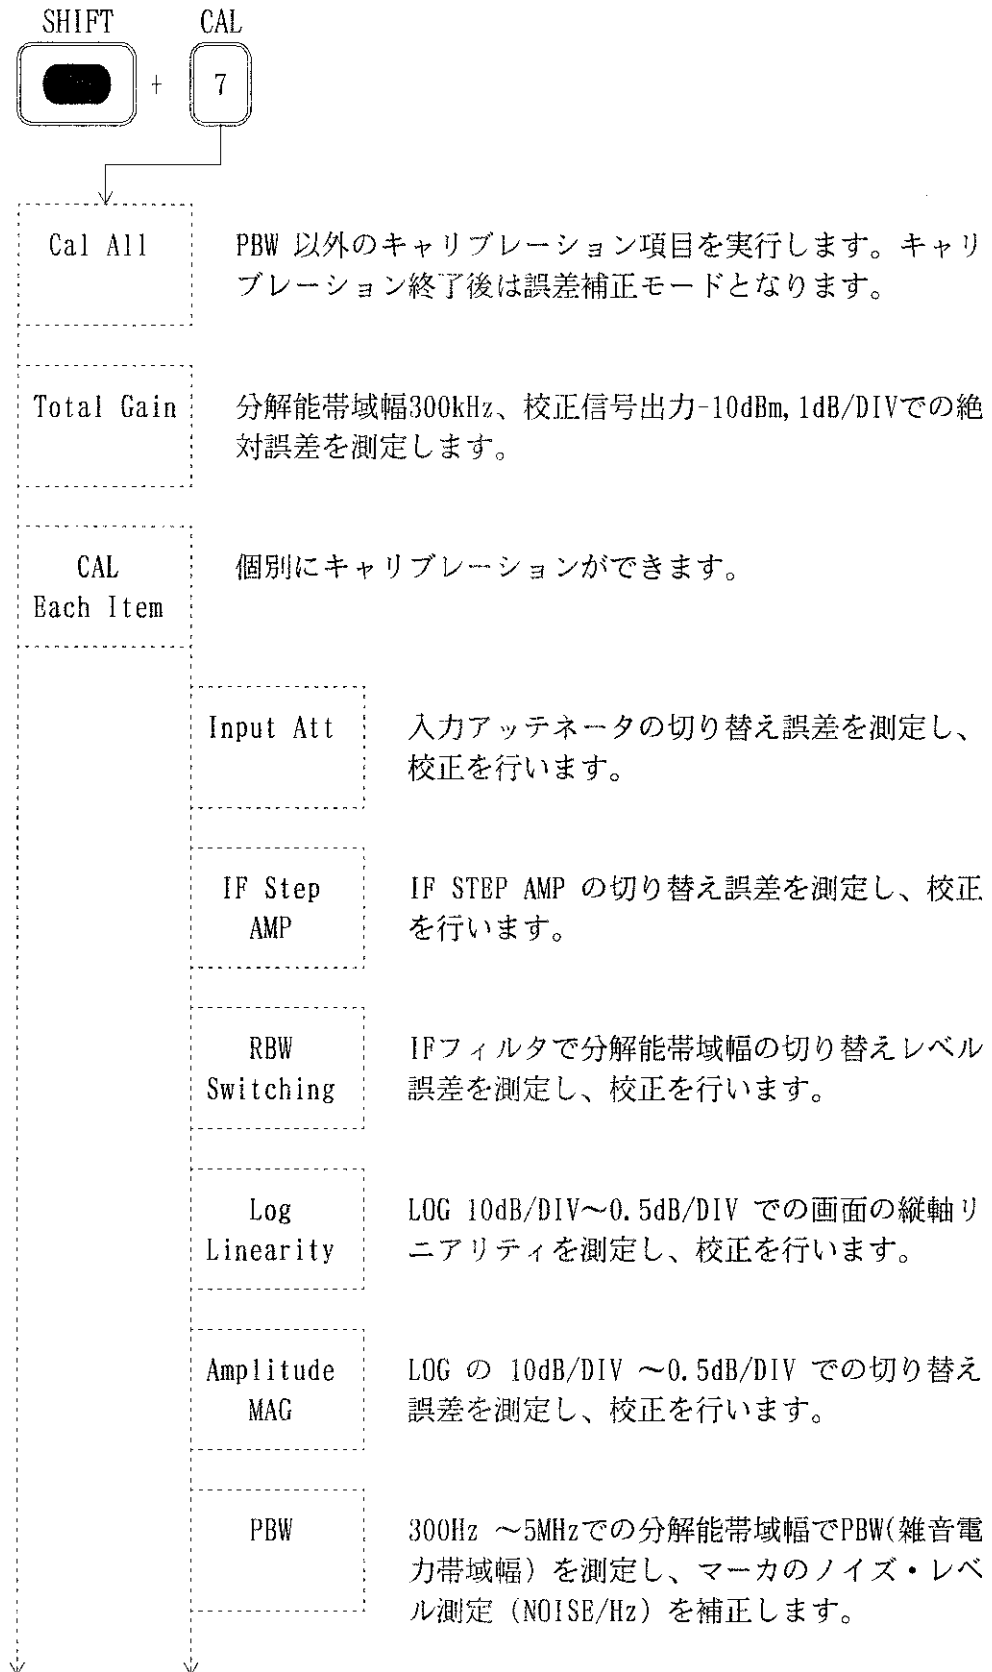 SHIFT CAL
+ 7
Cal All
PBW 以外のキャリブレーション項目を実行します。キャリ
ブレーション終了後は誤差補正モードとなります。
Total Gain
分解能帯域幅300kHz、校正信号出力-10dBm,1dB/DIVでの絶
対誤差を測定します。
CAL
Each Item
個別にキャリブレーションができます。
Input Att
入力アッテネータの切り替え誤差を測定し、
校正を行います。
IF Step
AMP
IF STEP AMP の切り替え誤差を測定し、校正
を行います。
RBW
Switching
IFフィルタで分解能帯域幅の切り替えレベル
誤差を測定し、校正を行います。
Log
Linearity
LOG 10dB/DIV～0.5dB/DIV での画面の縦軸リ
ニアリティを測定し、校正を行います。
Amplitude
MAG
LOG の 10dB/DIV ～0.5dB/DIV での切り替え
誤差を測定し、校正を行います。
PBW
300Hz ～5MHzでの分解能帯域幅でPBW(雑音電
力帯域幅) を測定し、マーカのノイズ・レベ
ル測定 (NOISE/Hz) を補正します。